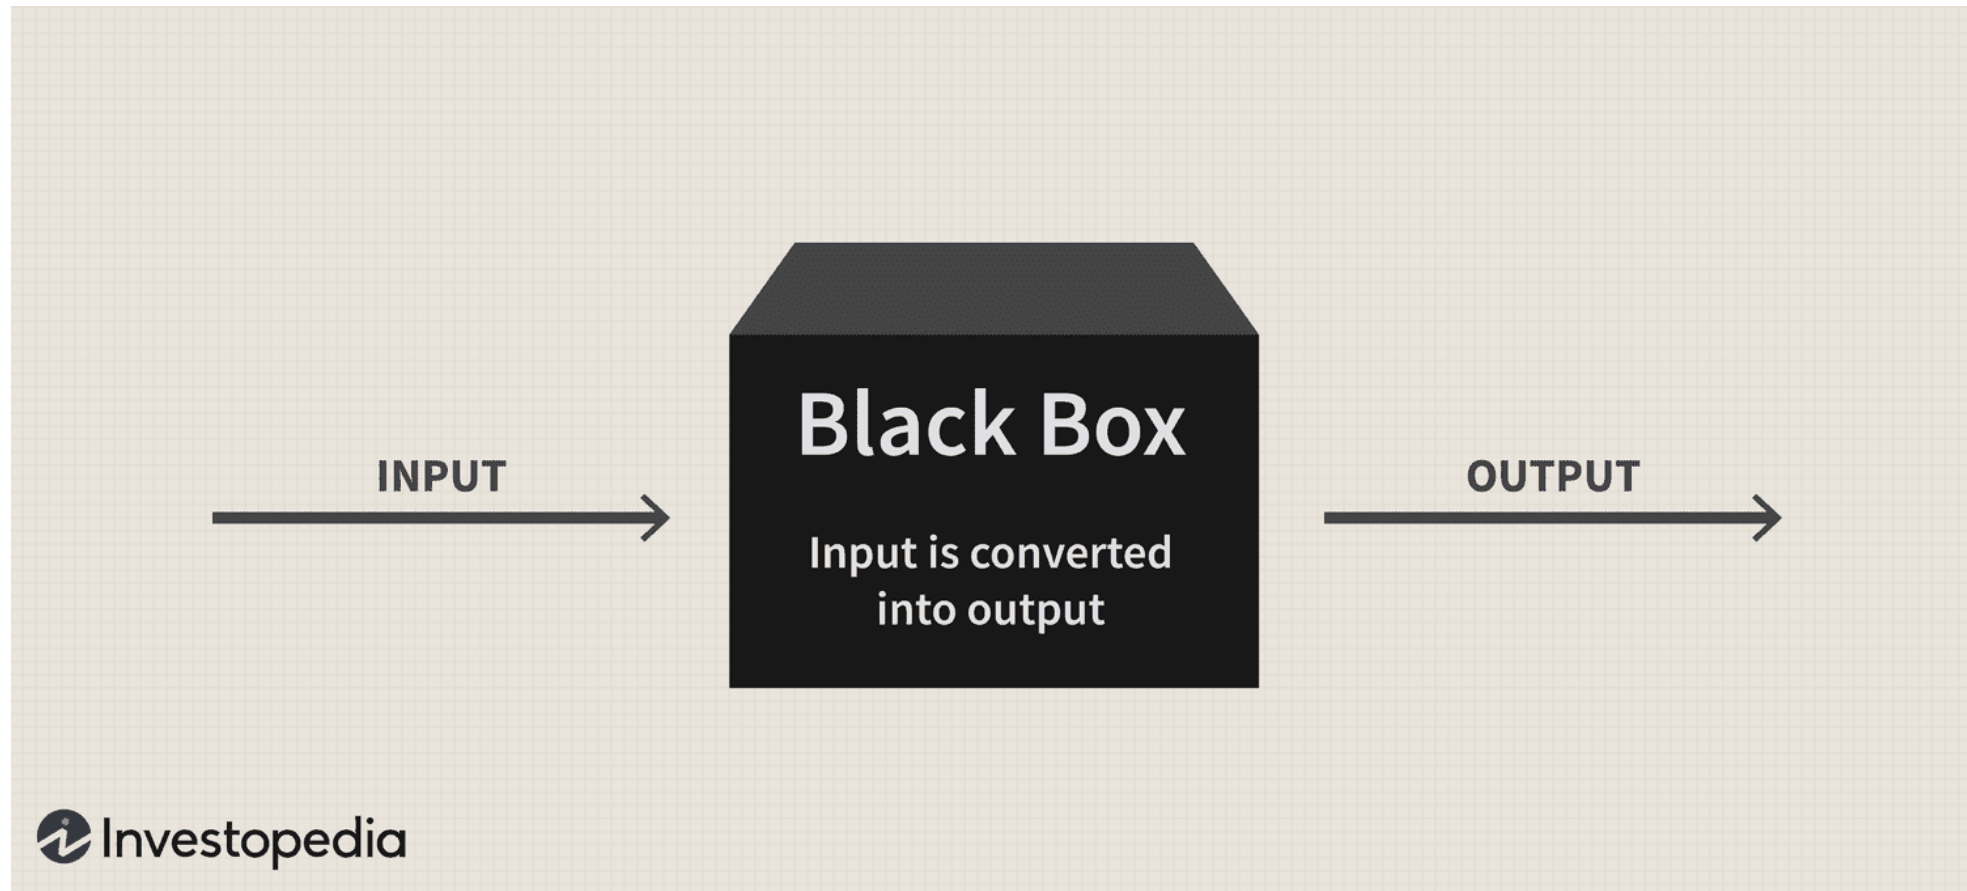 Black Box
INPUT
OUTPUT
Input is converted
into output
Investopedia